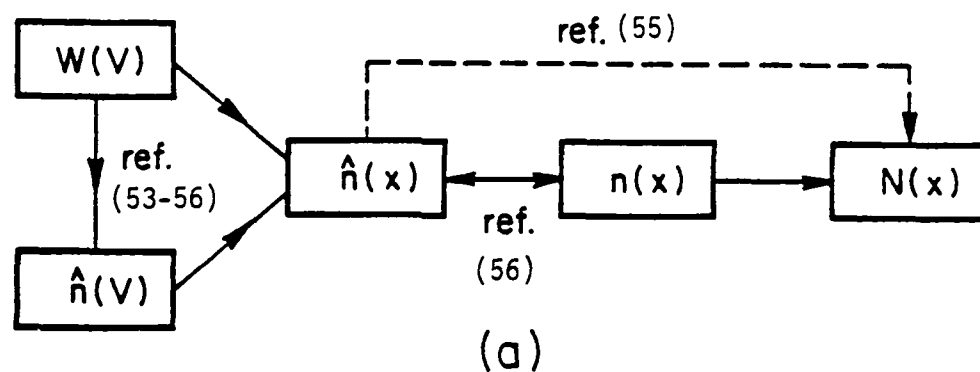 ref. (55)
W(V)
ref.
(53-56)
n̂(x)
n(x)
N(x)
ref.
(56)
n̂(V)
(a)